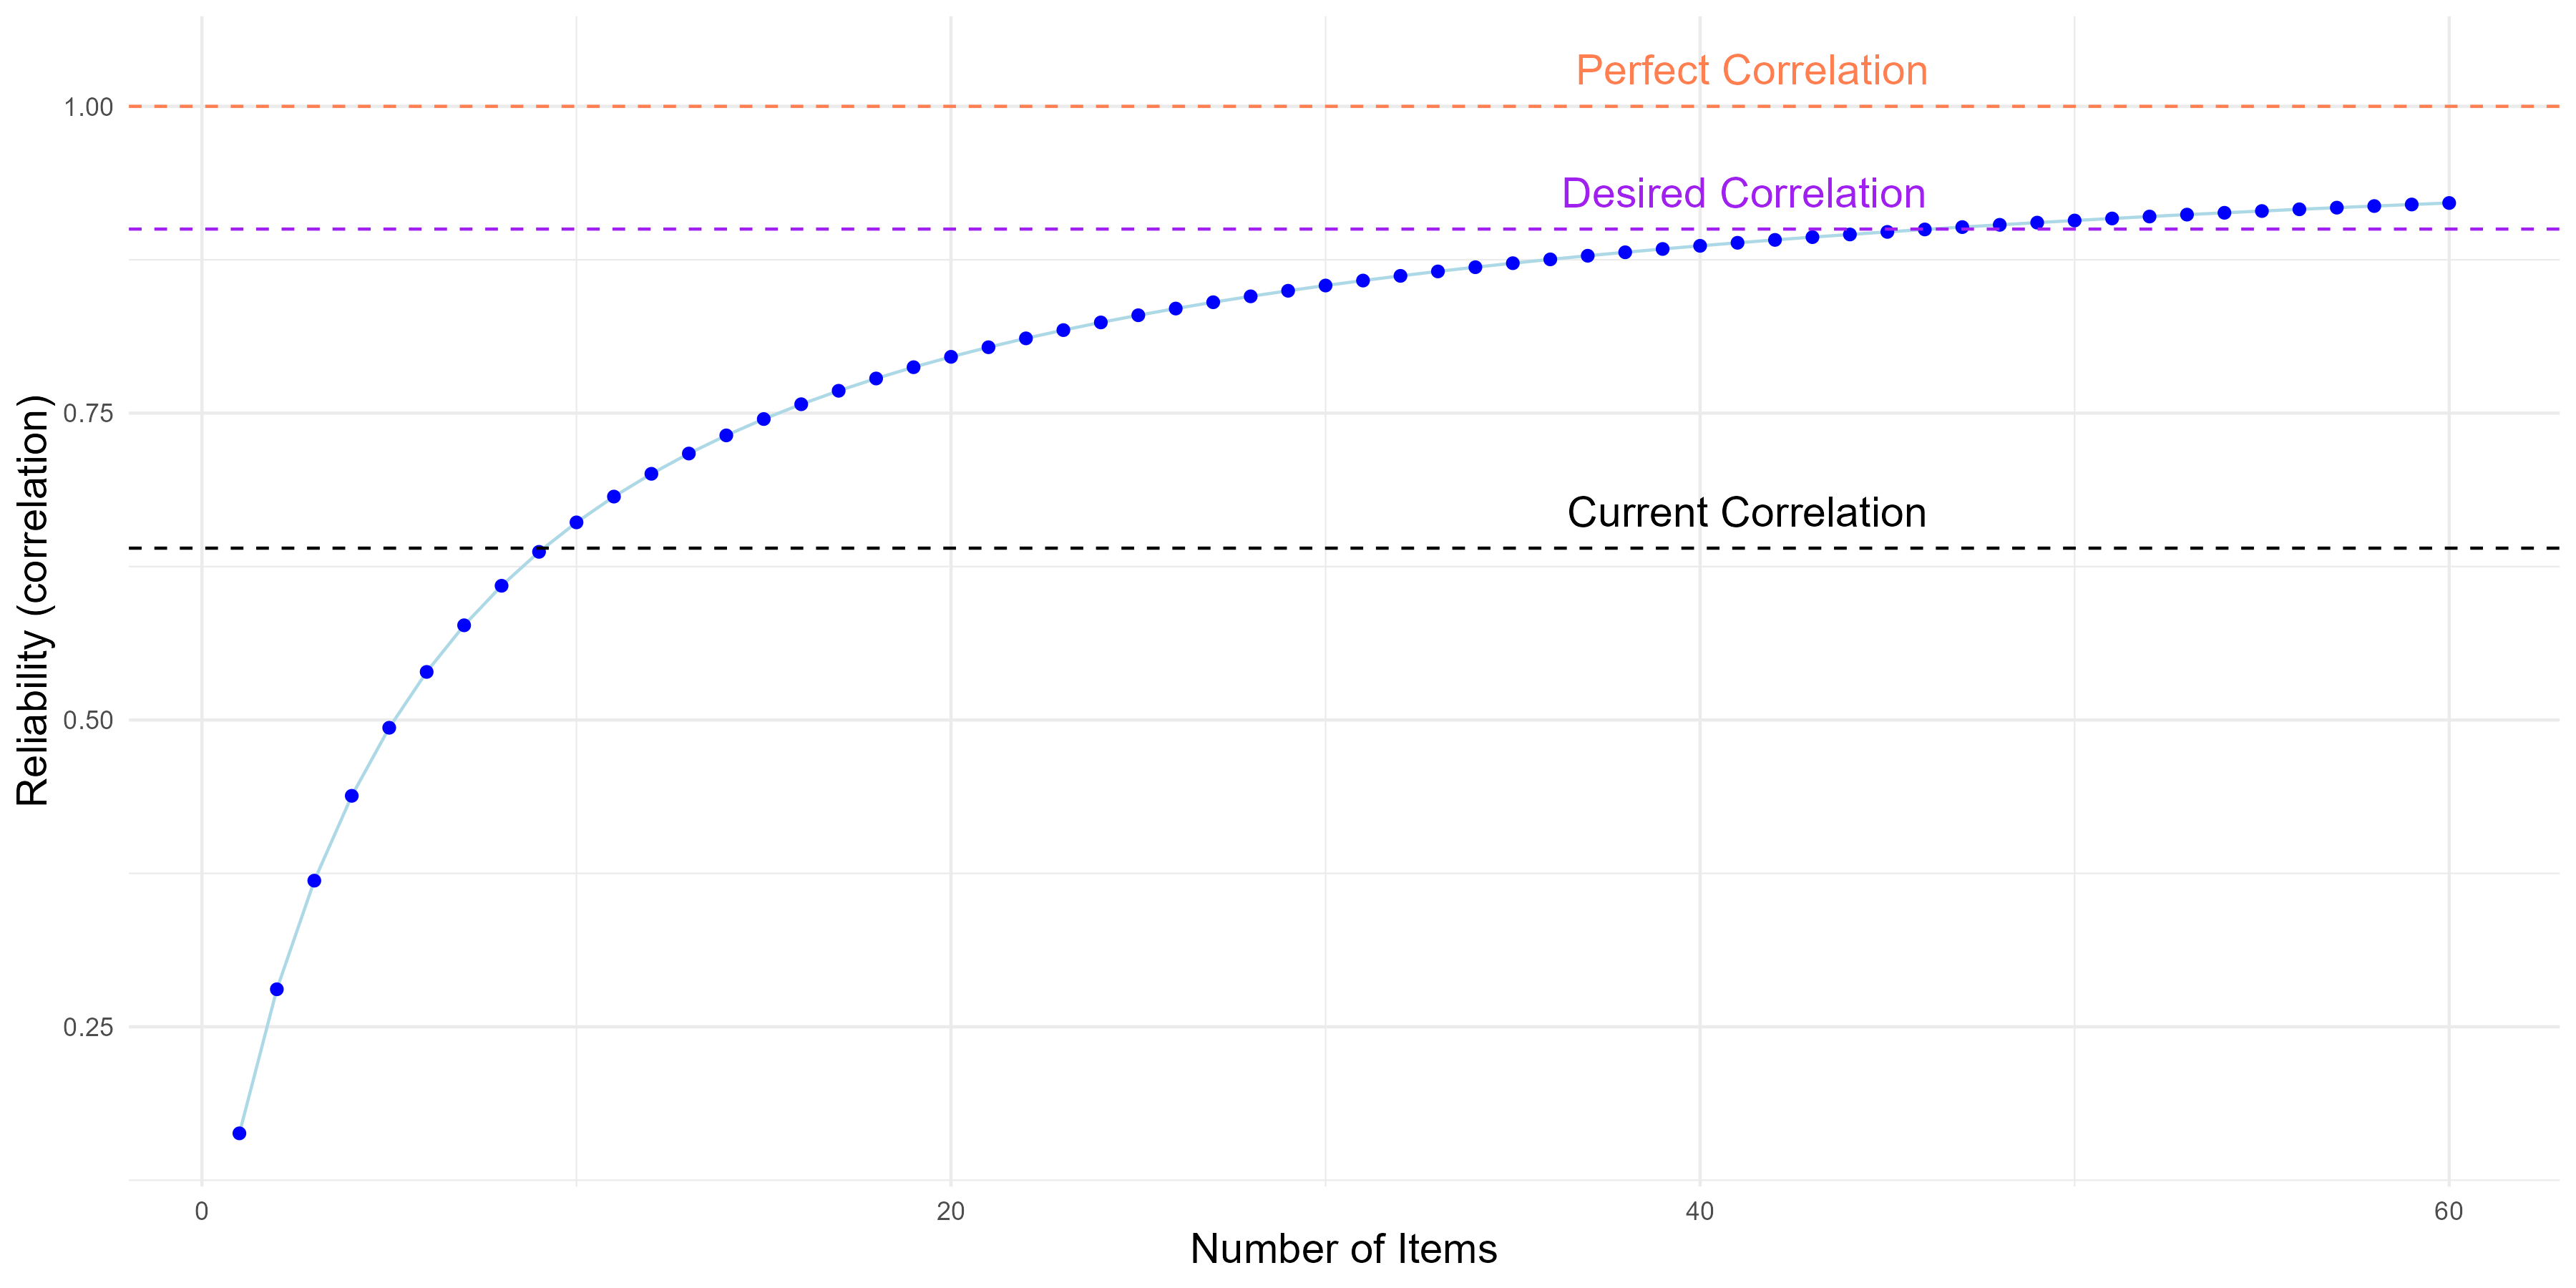 Perfect Correlation
1.00
Desired Correlation
0.75
Current Correlation
0.50
0.25
Reliability (correlation)
0
20
40
60
Number of Items